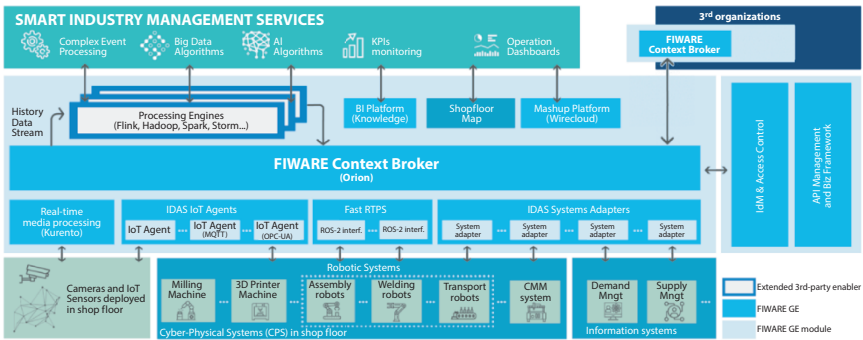 SMART INDUSTRY MANAGEMENT SERVICES
Complex Event
Processing
Big Data
Algorithms
AI
Algorithms
KPIs
monitoring
Operation
Dashboards
3rd organizations
FIWARE
Context Broker
History
Data
Stream
Processing Engines
(Flink, Hadoop, Spark, Storm...)
BI Platform
(Knowledge)
Shopfloor
Map
Mashup Platform
(Wirecloud)
FIWARE Context Broker
(Orion)
IdM & Access Control
API Management
and Biz Framework
Real-time
media processing
(Kurento)
IDAS IoT Agents
IoT Agent
...
IoT Agent
(MQTT)
...
IoT Agent
(OPC-UA)
Fast RTPS
ROS-2 interf.
...
ROS-2 interf.
IDAS Systems Adapters
System
adapter
...
System
adapter
...
System
adapter
...
System
adapter
Cameras and IoT
Sensors deployed
in shop floor
Robotic Systems
Milling
Machine
...
3D Printer
Machine
...
Assembly
robots
...
Welding
robots
...
Transport
robots
...
CMM
system
...
Cyber-Physical Systems (CPS) in shop floor
Demand
Mngt
...
Supply
Mngt
...
Information systems
Extended 3rd-party enabler
FIWARE GE
FIWARE GE module